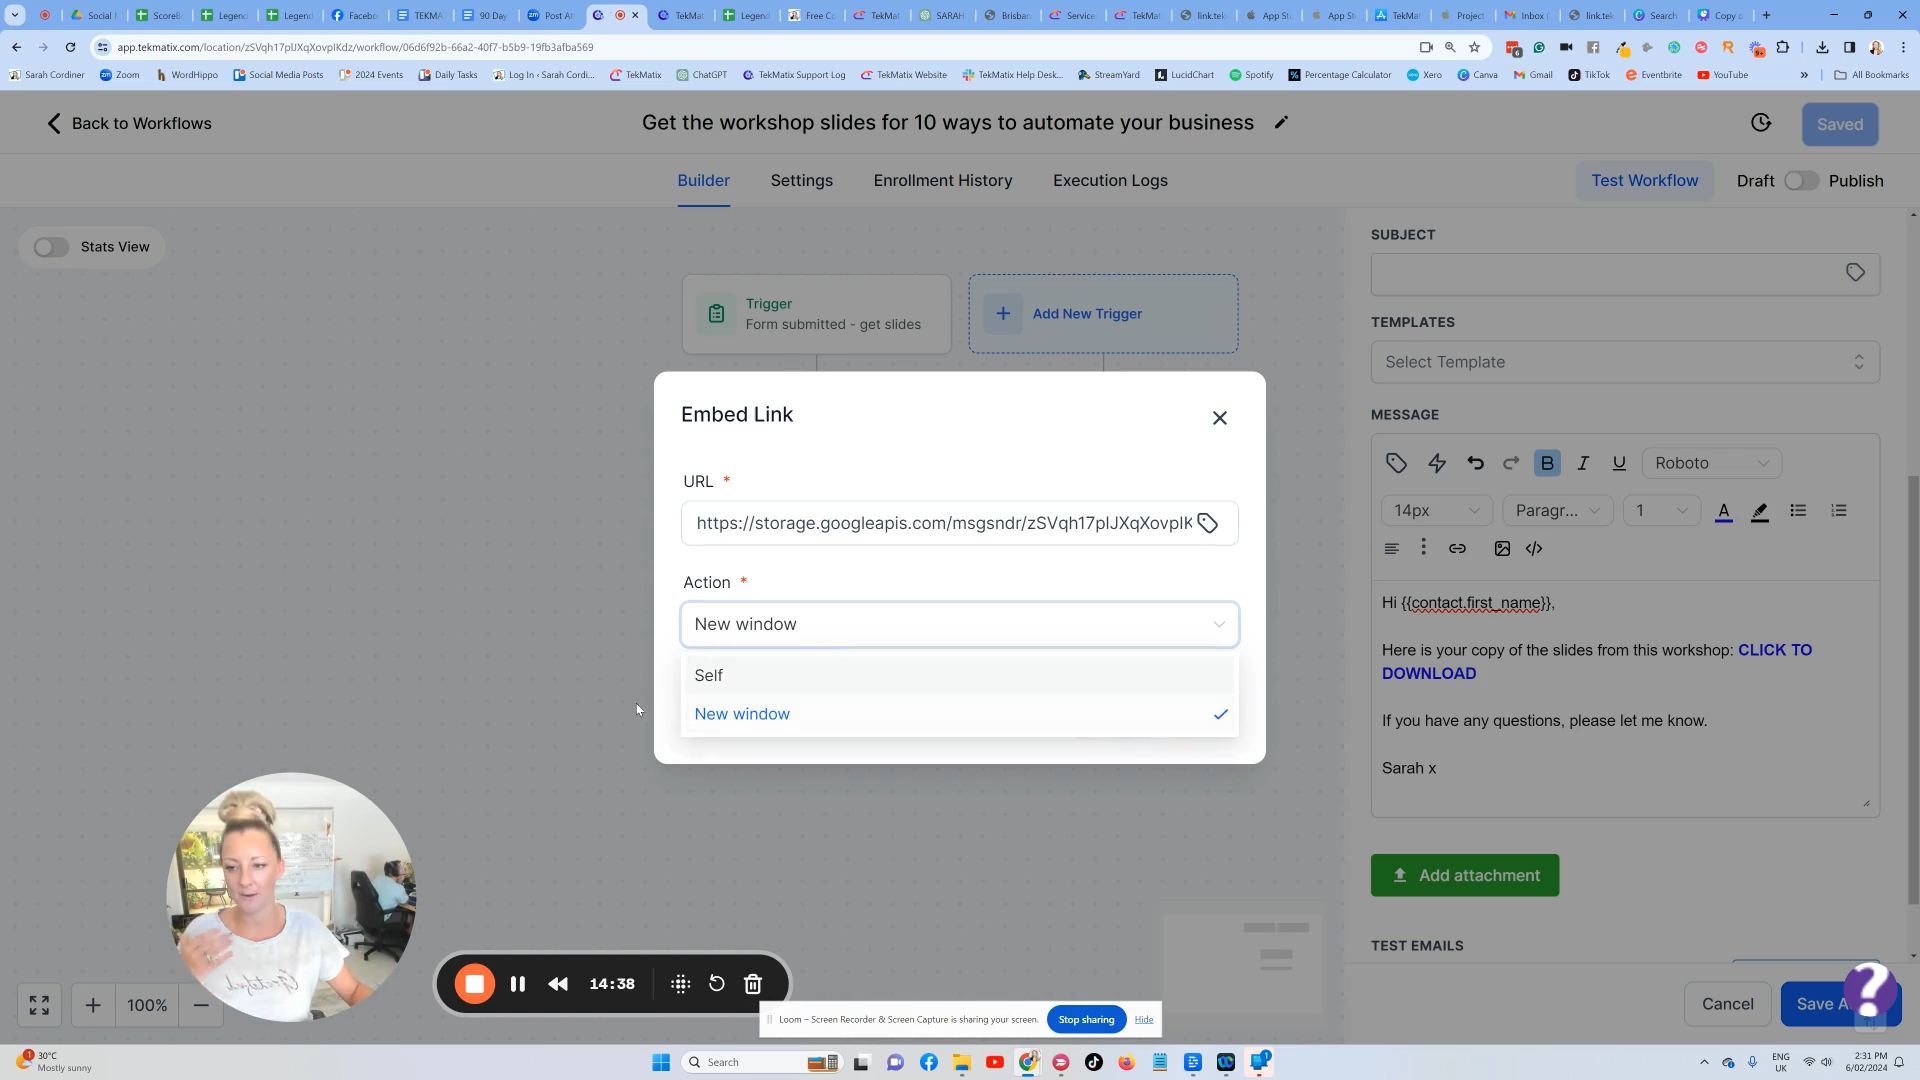 Social M
ScoreB
Legend
Legend
Facebo
TEKMA
90 Day
Post At
TekMat
Legend
Free Co
TekMat
SARAH
Brisban
Service
TekMat
link.tek
App St
App St
TekMat
Project
Inbox (
link.tek
Search
Copy o
app.tekmatix.com/location/zSVqh17plJXqXovpIKdz/workflow/06d6f92b-66a2-40f7-b5b9-19fb3afba569
Sarah Cordiner
Zoom
WordHippo
Social Media Posts
2024 Events
Daily Tasks
Log In ‹ Sarah Cordi...
TekMatix
ChatGPT
TekMatix Support Log
TekMatix Website
TekMatix Help Desk...
StreamYard
LucidChart
Spotify
Percentage Calculator
Xero
Canva
Gmail
TikTok
Eventbrite
YouTube
All Bookmarks
Back to Workflows
Get the workshop slides for 10 ways to automate your business
Saved
Builder
Settings
Enrollment History
Execution Logs
Test Workflow
Draft
Publish
Stats View
Trigger
Form submitted - get slides
Add New Trigger
SUBJECT
TEMPLATES
Select Template
MESSAGE
B I U Roboto
14px
Paragr...
1
A
Hi {{contact.first_name}},
Here is your copy of the slides from this workshop: CLICK TO
DOWNLOAD
If you have any questions, please let me know.
Sarah x
Add attachment
TEST EMAILS
Cancel
Save A
Embed Link
URL *
https://storage.googleapis.com/msgsndr/zSVqh17plJXqXovpIK
Action *
New window
Self
New window
14:38
100%
Loom – Screen Recorder & Screen Capture is sharing your screen.
Stop sharing
Hide
30°C
Mostly sunny
Search
ENG
UK
2:31 PM
6/02/2024